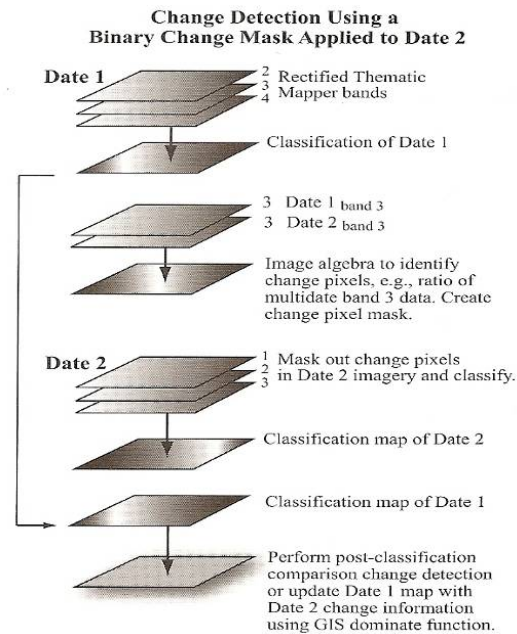 Change Detection Using a
Binary Change Mask Applied to Date 2
Date 1
2 Rectified Thematic
3 Mapper bands
4
Classification of Date 1
3 Date 1 band 3
3 Date 2 band 3
Image algebra to identify
change pixels, e.g., ratio of
multidate band 3 data. Create
change pixel mask.
Date 2
1 Mask out change pixels
2 in Date 2 imagery and classify.
3
Classification map of Date 2
Classification map of Date 1
Perform post-classification
comparison change detection
or update Date 1 map with
Date 2 change information
using GIS dominate function.